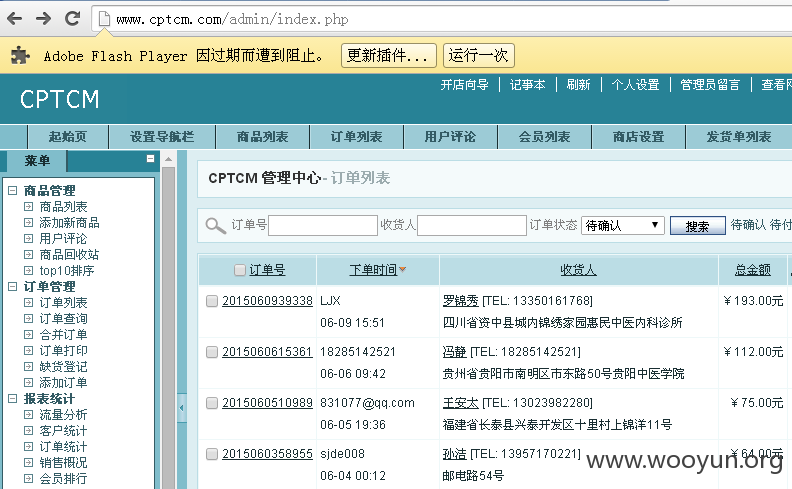 www.cptcm.com/admin/index.php
Adobe Flash Player 因过期而遭到阻止。 更新插件... 运行一次
开店向导 记事本 刷新 个人设置 管理员留言 查看网
CPTCM
起始页 设置导航栏 商品列表 订单列表 用户评论 会员列表 商店设置 发货单列表
菜单
商品管理
商品列表
添加新商品
用户评论
商品回收站
top10排序
订单管理
订单列表
订单查询
合并订单
订单打印
缺货登记
添加订单
报表统计
流量分析
客户统计
订单统计
销售概况
会员排行
CPTCM 管理中心 - 订单列表
订单号 收货人 订单状态 待确认 搜索 待确认 待付
订单号 下单时间 收货人 总金额
2015060939338 LJX 罗锦秀 [TEL: 13350161768] ¥193.00元
06-09 15:51 四川省资中县城内锦绣家园惠民中医内科诊所
2015060615361 18285142521 冯静 [TEL: 18285142521] ¥112.00元
06-06 09:42 贵州省贵阳市南明区市东路50号贵阳中医学院
2015060510989 831077@qq.com 王安太 [TEL: 13023982280] ¥75.00元
06-05 19:36 福建省长泰县兴泰开发区十里村上锦洋11号
2015060358955 sjde008 孙洁 [TEL: 13957170221] ¥64.00元
06-04 00:12 邮电路54号
www.wooyun.org